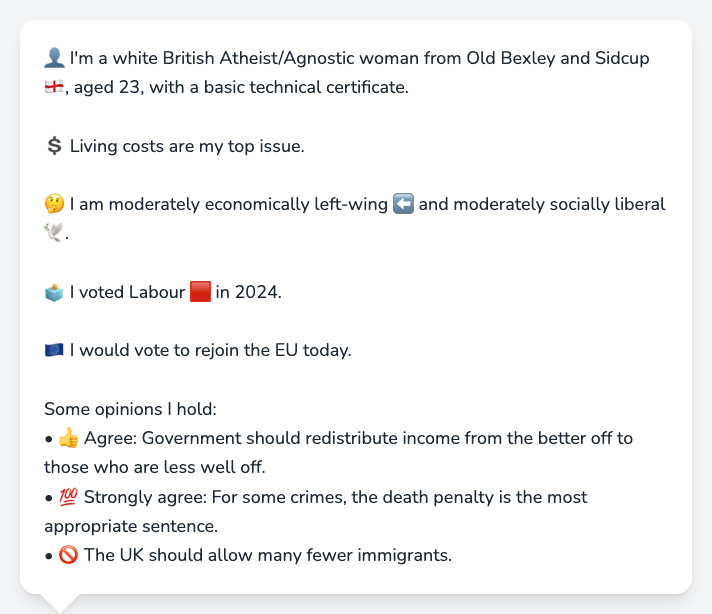 👤 I'm a white British Atheist/Agnostic woman from Old Bexley and Sidcup
🏴󠁧󠁢󠁥󠁮󠁧󠁿, aged 23, with a basic technical certificate.
💲 Living costs are my top issue.
🤔 I am moderately economically left-wing ⬅️ and moderately socially liberal
🕊️.
🗳️ I voted Labour 🟥 in 2024.
🇪🇺 I would vote to rejoin the EU today.
Some opinions I hold:
• 👍 Agree: Government should redistribute income from the better off to
those who are less well off.
• 💯 Strongly agree: For some crimes, the death penalty is the most
appropriate sentence.
• 🚫 The UK should allow many fewer immigrants.